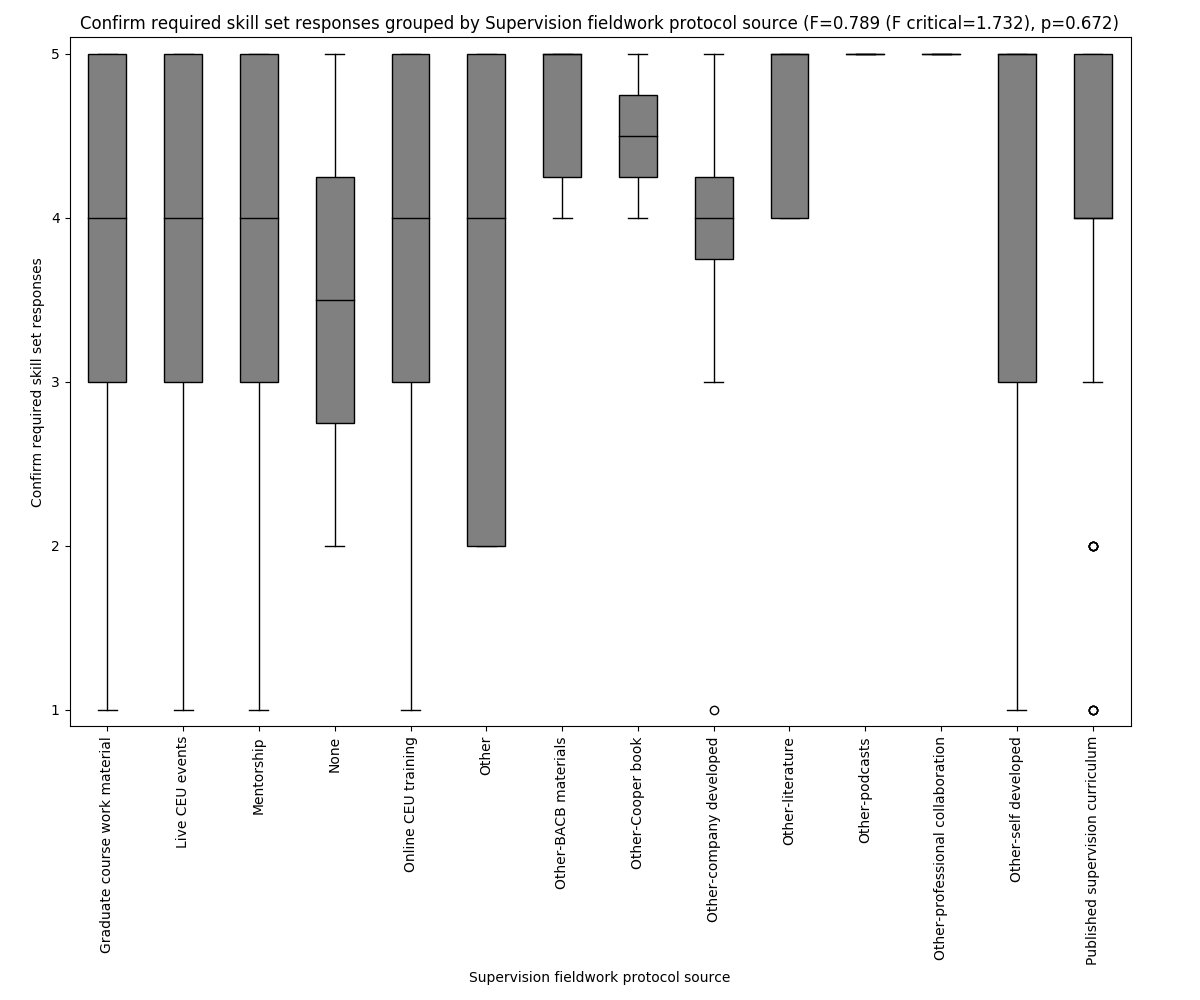 Confirm required skill set responses grouped by Supervision fieldwork protocol source (F=0.789 (F critical=1.732), p=0.672)
Confirm required skill set responses
5
4
3
2
1
Graduate course work material
Live CEU events
Mentorship
None
Online CEU training
Other
Other-BACB materials
Other-Cooper book
Other-company developed
Other-literature
Other-podcasts
Other-professional collaboration
Other-self developed
Published supervision curriculum
Supervision fieldwork protocol source